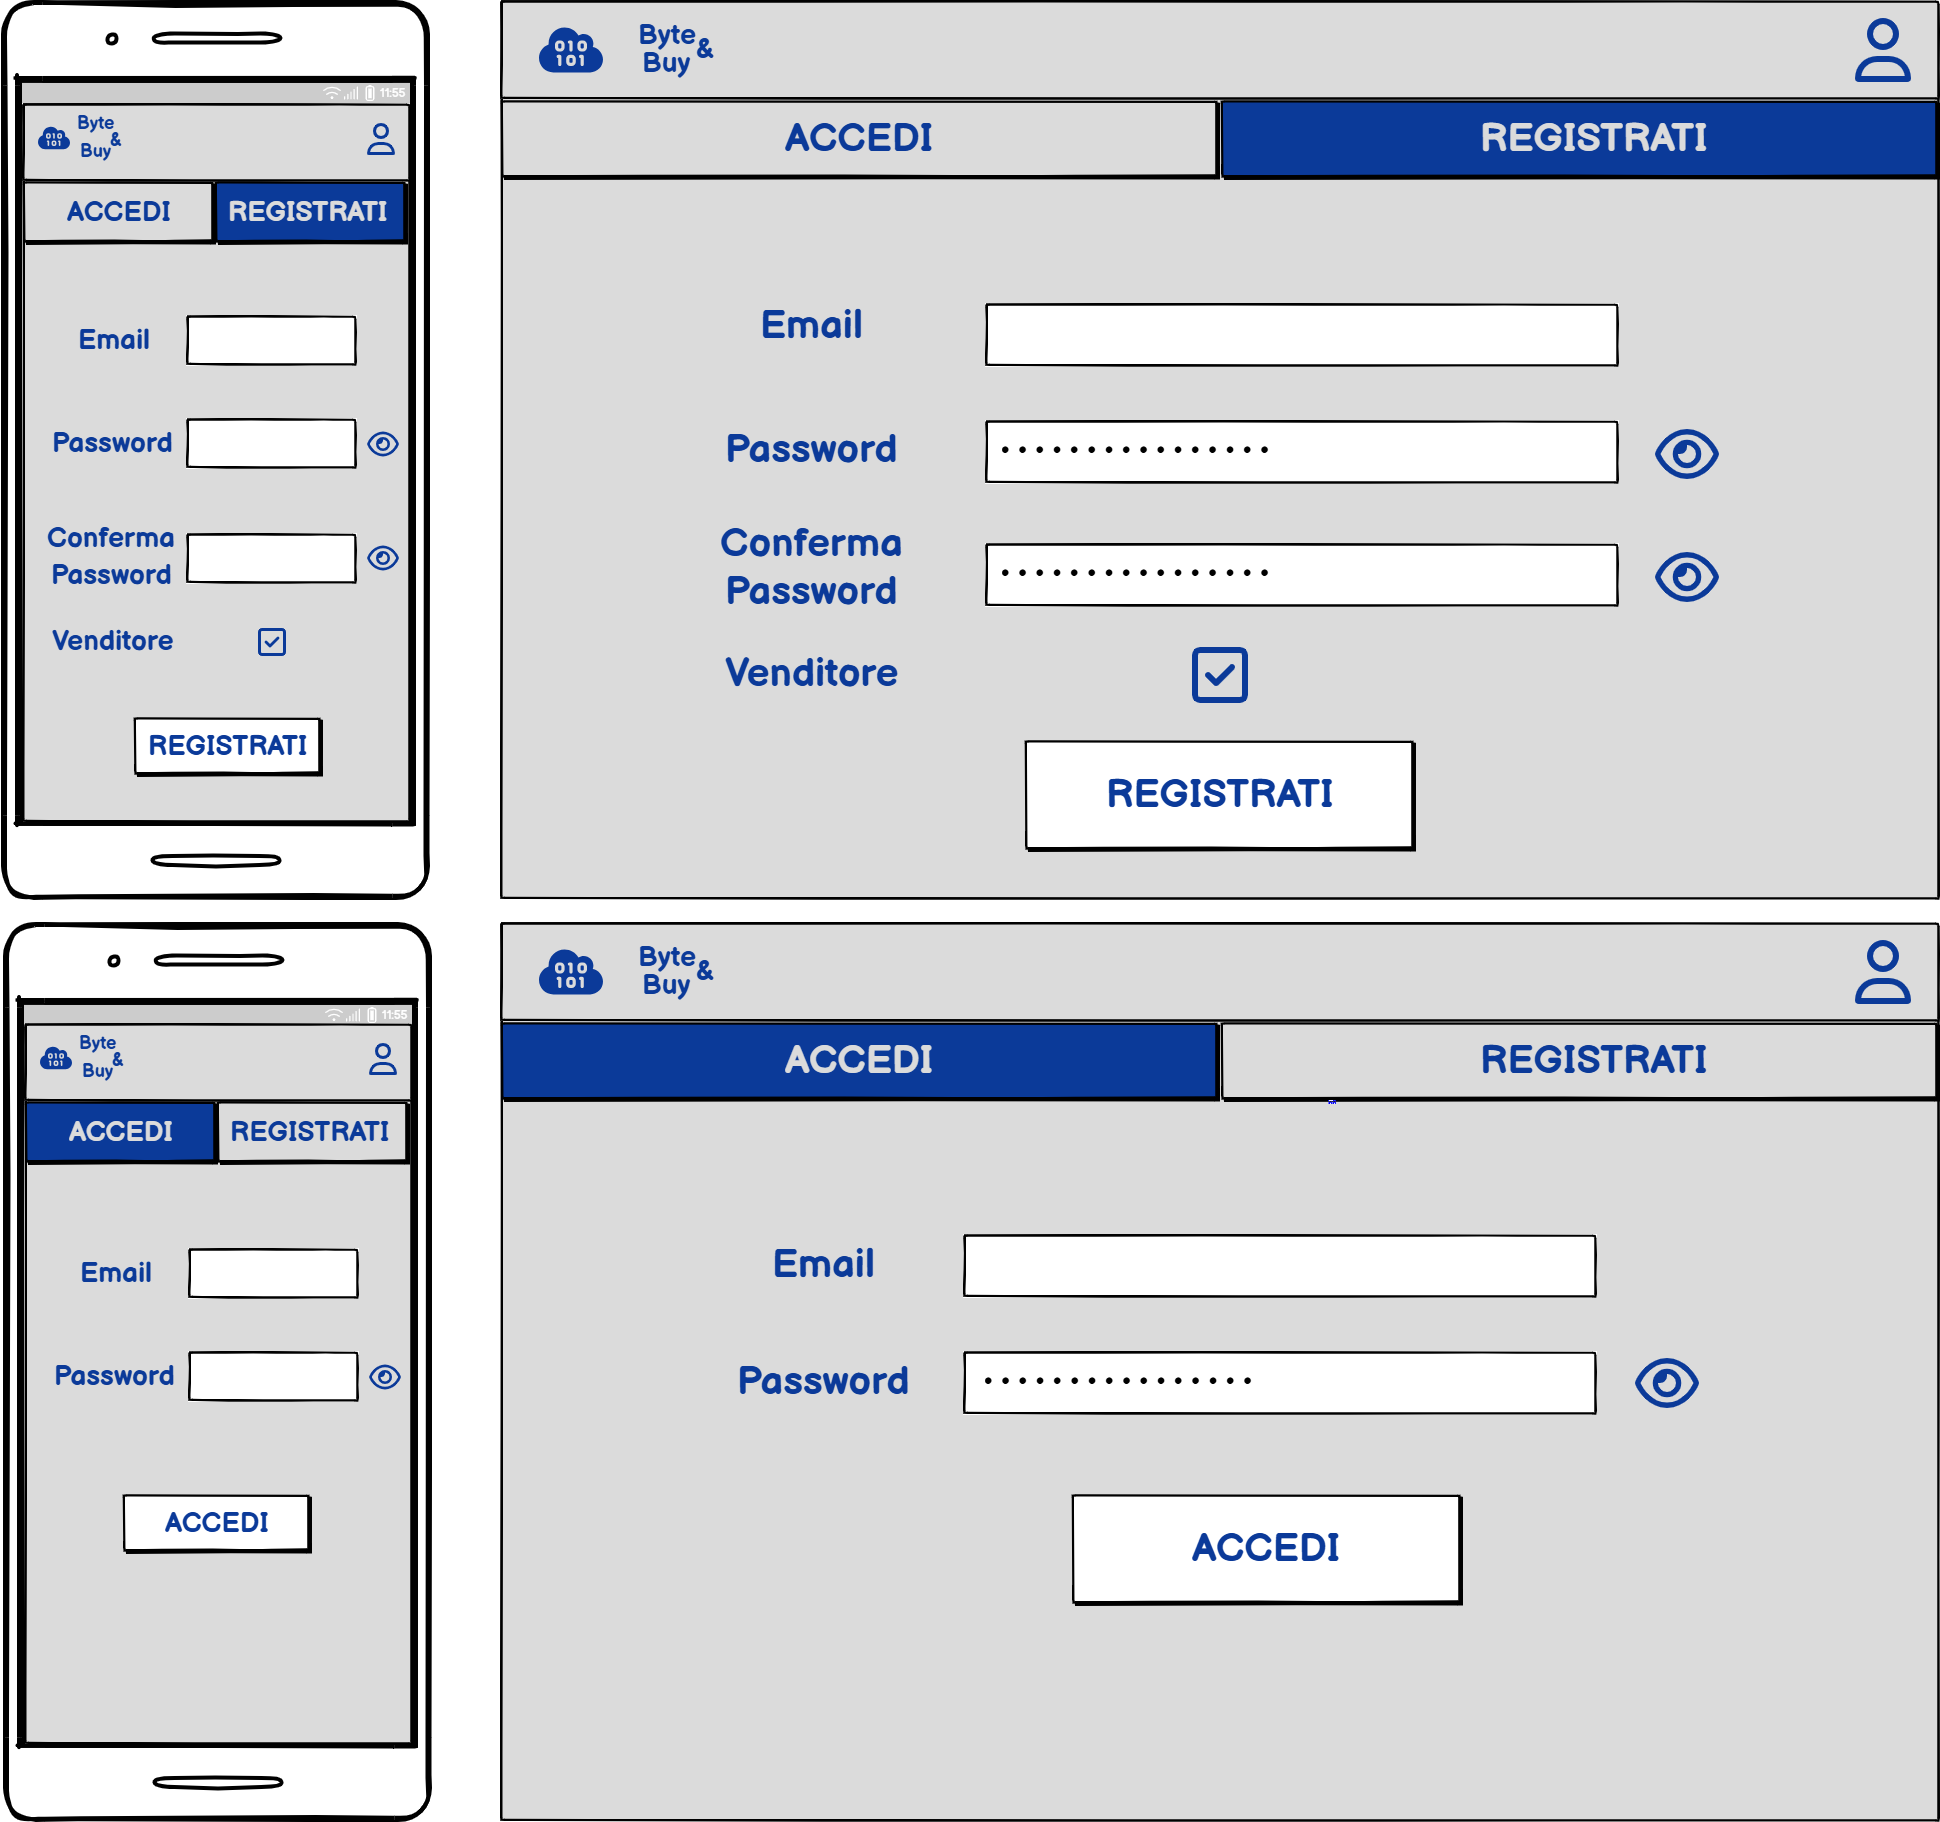 11:55
010
101
Byte
&
Buy
ACCEDI
REGISTRATI
Email
Password
Conferma
Password
Venditore
REGISTRATI
010
101
Byte
&
Buy
ACCEDI
REGISTRATI
Email
Password
Conferma
Password
Venditore
REGISTRATI
11:55
010
101
Byte
&
Buy
ACCEDI
REGISTRATI
Email
Password
ACCEDI
010
101
Byte
&
Buy
ACCEDI
REGISTRATI
Email
Password
ACCEDI